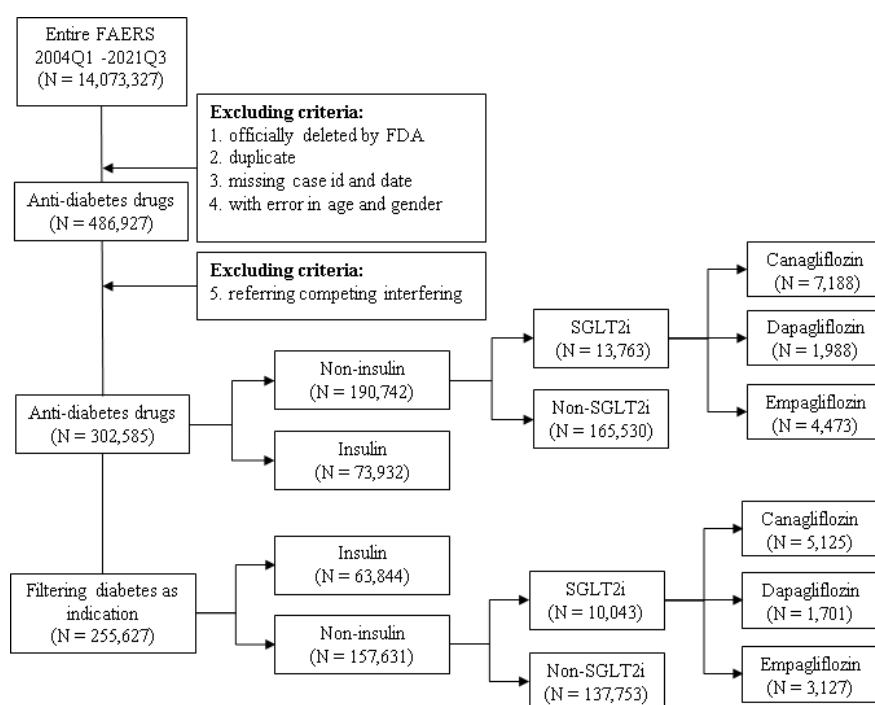 Entire FAERS
2004Q1 -2021Q3
(N = 14,073,327)
Excluding criteria:
1. officially deleted by FDA
2. duplicate
3. missing case id and date
4. with error in age and gender
Anti-diabetes drugs
(N = 486,927)
Excluding criteria:
5. referring competing interfering
Canagliflozin
(N = 7,188)
SGLT2i
(N = 13,763)
Dapagliflozin
(N = 1,988)
Non-insulin
(N = 190,742)
Non-SGLT2i
(N = 165,530)
Empagliflozin
(N = 4,473)
Anti-diabetes drugs
(N = 302,585)
Insulin
(N = 73,932)
Canagliflozin
(N = 5,125)
Insulin
(N = 63,844)
Filtering diabetes as
indication
(N = 255,627)
SGLT2i
(N = 10,043)
Dapagliflozin
(N = 1,701)
Non-insulin
(N = 157,631)
Non-SGLT2i
(N = 137,753)
Empagliflozin
(N = 3,127)